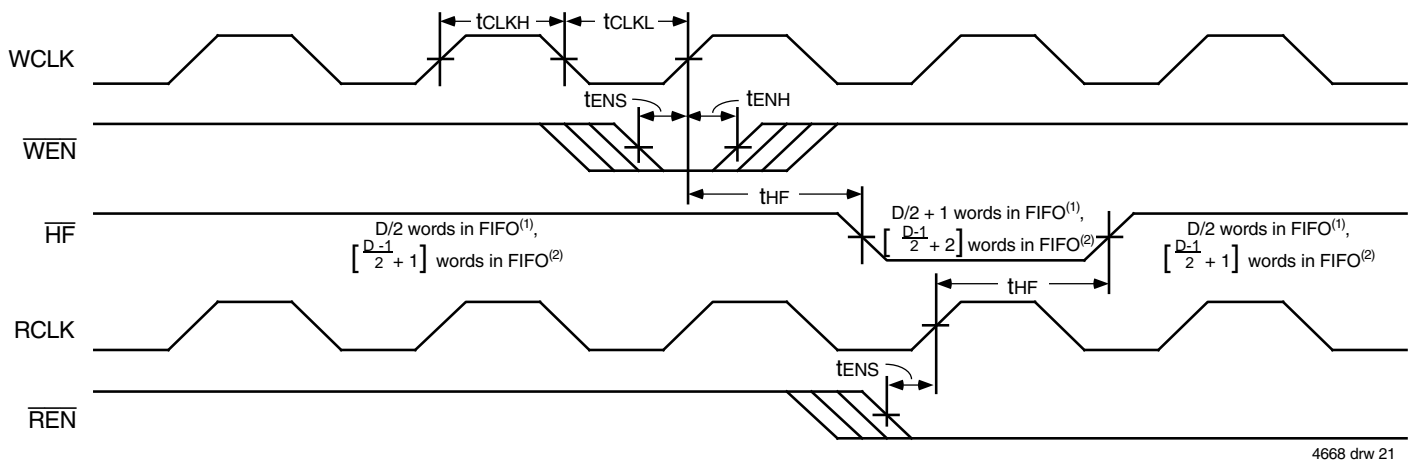 tCLKH
tCLKL
WCLK
tENS
tENH
WEN
tHF
HF
D/2 words in FIFO(1),
[ D-1/2 + 1 ] words in FIFO(2)
D/2 + 1 words in FIFO(1),
[ D-1/2 + 2 ] words in FIFO(2)
D/2 words in FIFO(1),
[ D-1/2 + 1 ] words in FIFO(2)
tHF
RCLK
tENS
REN
4668 drw 21